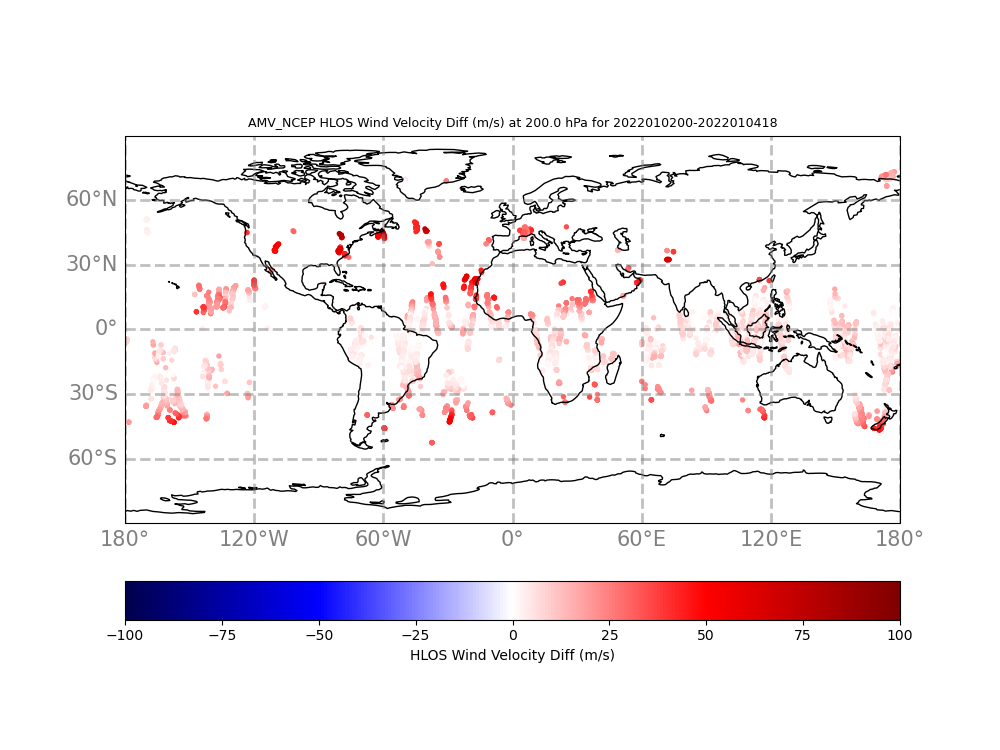 AMV_NCEP HLOS Wind Velocity Diff (m/s) at 200.0 hPa for 2022010200-2022010418
60°N
30°N
0°
30°S
60°S
180° 120°W 60°W 0° 60°E 120°E 180°
−100 −75 −50 −25 0 25 50 75 100
HLOS Wind Velocity Diff (m/s)